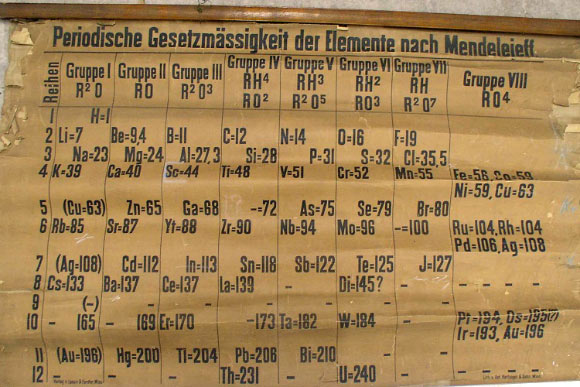 Periodische Gesetzmässigkeit der Elemente nach Mendelejeff.
Reihen Gruppe I Gruppe II Gruppe III Gruppe IV Gruppe V Gruppe VI Gruppe VII Gruppe VIII
RH⁴ RH³ RH² RH
R²O RO R²O³ RO² R²O⁵ RO³ R²O⁷ RO⁴
1 H=1
2 Li=7 Be=9,4 B=11 C=12 N=14 O=16 F=19
3 Na=23 Mg=24 Al=27,3 Si=28 P=31 S=32 Cl=35,5
4 K=39 Ca=40 Sc=44 Ti=48 V=51 Cr=52 Mn=55 Fe=56, Co=59
Ni=59, Cu=63
5 (Cu=63) Zn=65 Ga=68 -=72 As=75 Se=79 Br=80
6 Rb=85 Sr=87 Yt=88 Zr=90 Nb=94 Mo=96 -=100 Ru=104, Rh=104
Pd=106, Ag=108
7 (Ag=108) Cd=112 In=113 Sn=118 Sb=122 Te=125 J=127
8 Cs=133 Ba=137 Ce=137 La=139 - Di=145? - - - - -
9 (-) - - - - - -
10 - 165 - 169 Er=170 -173 Ta=182 W=184 - Pt=194, Os=195(?)
Ir=193, Au=196
11 (Au=196) Hg=200 Ti=204 Pb=206 Bi=210 - -
12 - - - Th=231 - U=240 - - - - -